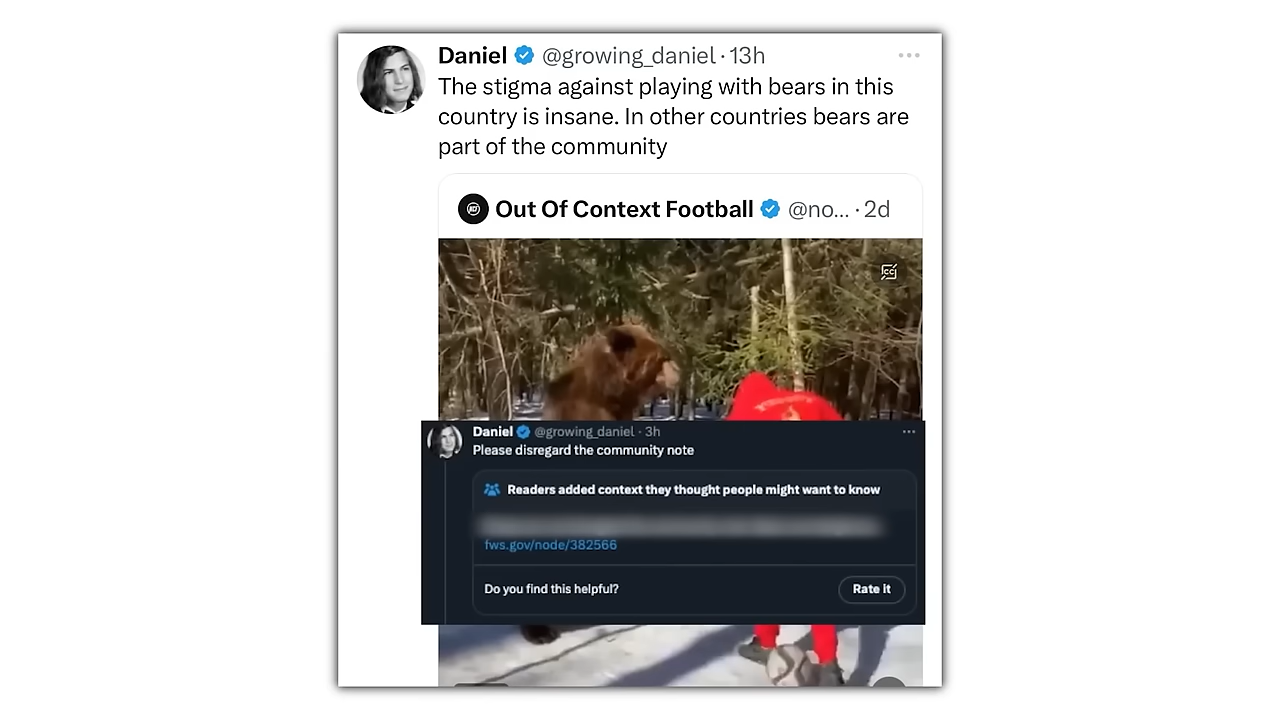 Daniel @growing_daniel · 13h
The stigma against playing with bears in this
country is insane. In other countries bears are
part of the community
Out Of Context Football @no... · 2d
Daniel @growing_daniel · 3h
Please disregard the community note
Readers added context they thought people might want to know
fws.gov/node/382566
Do you find this helpful?
Rate it